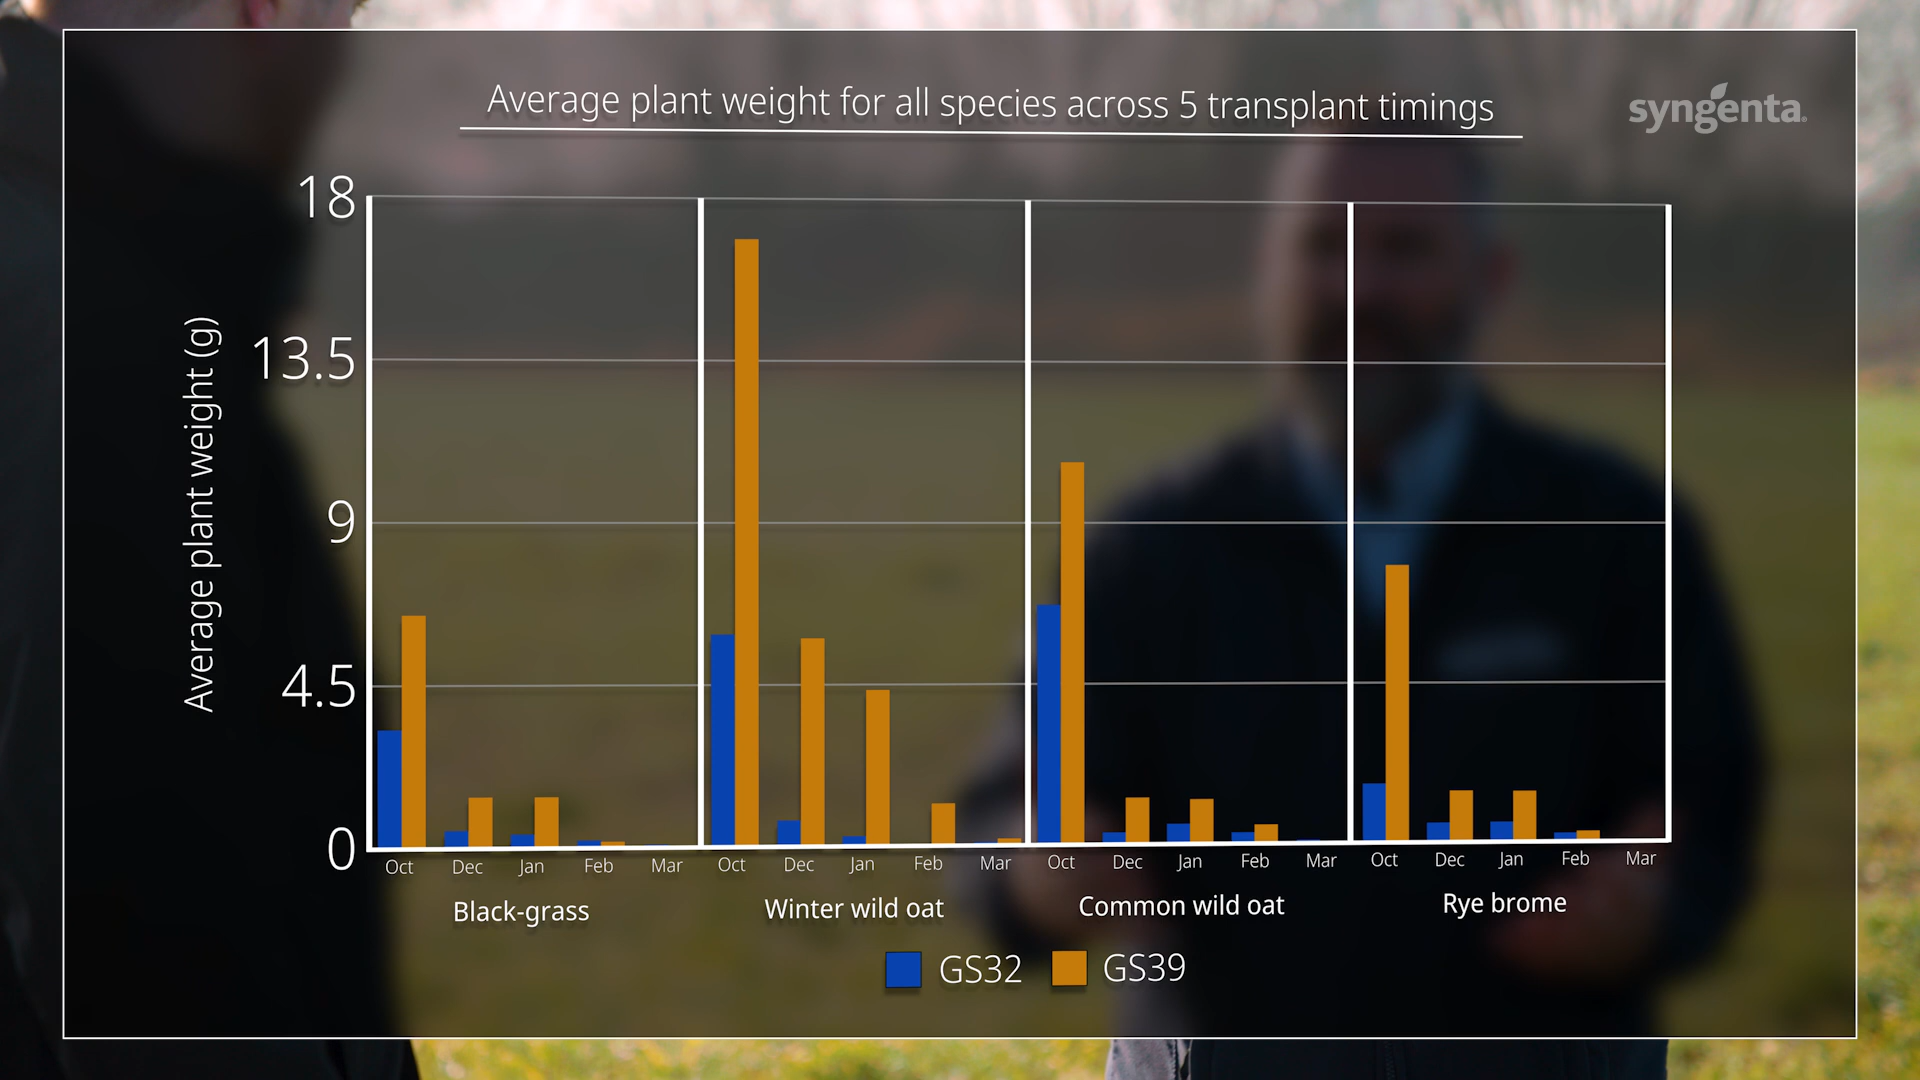 Average plant weight for all species across 5 transplant timings
syngenta
Average plant weight (g)
18
13.5
9
4.5
0
Oct Dec Jan Feb Mar Oct Dec Jan Feb Mar Oct Dec Jan Feb Mar Oct Dec Jan Feb Mar
Black-grass Winter wild oat Common wild oat Rye brome
GS32 GS39